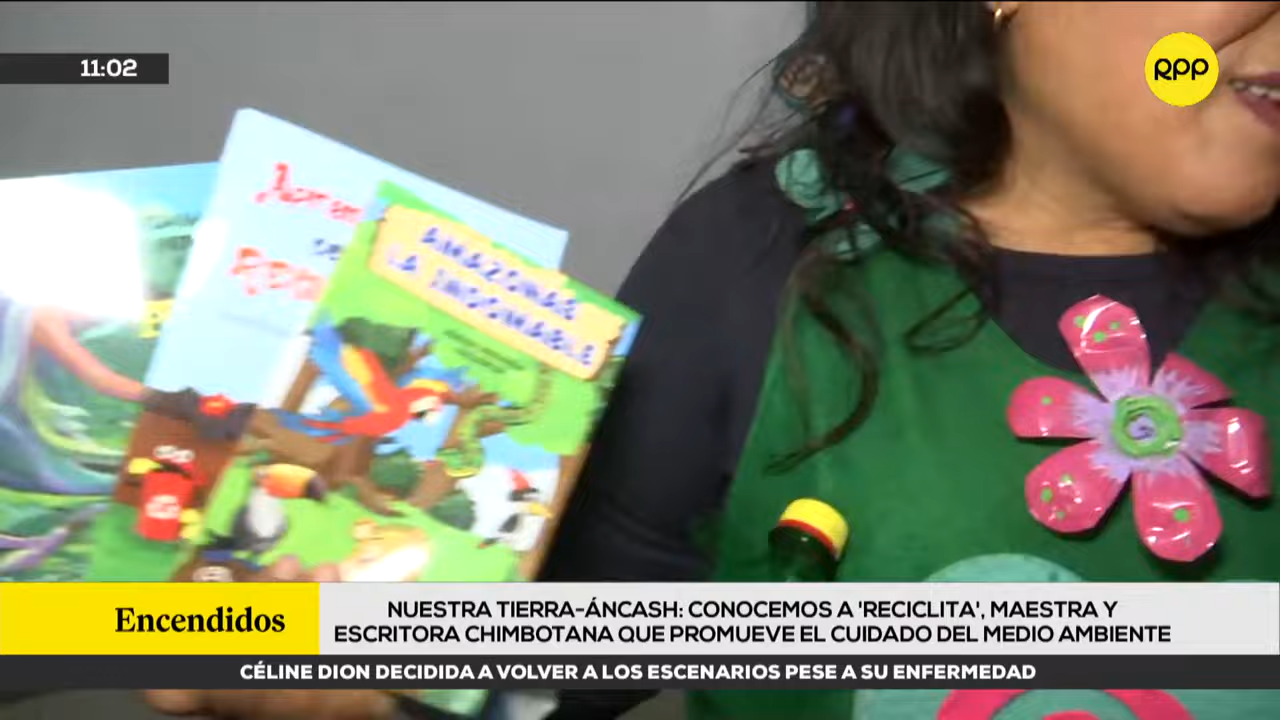 11:02
RPP
AMAZONAS
LA INDOMABLE
Encendidos
NUESTRA TIERRA-ÁNCASH: CONOCEMOS A 'RECICLITA', MAESTRA Y
ESCRITORA CHIMBOTANA QUE PROMUEVE EL CUIDADO DEL MEDIO AMBIENTE
CÉLINE DION DECIDIDA A VOLVER A LOS ESCENARIOS PESE A SU ENFERMEDAD